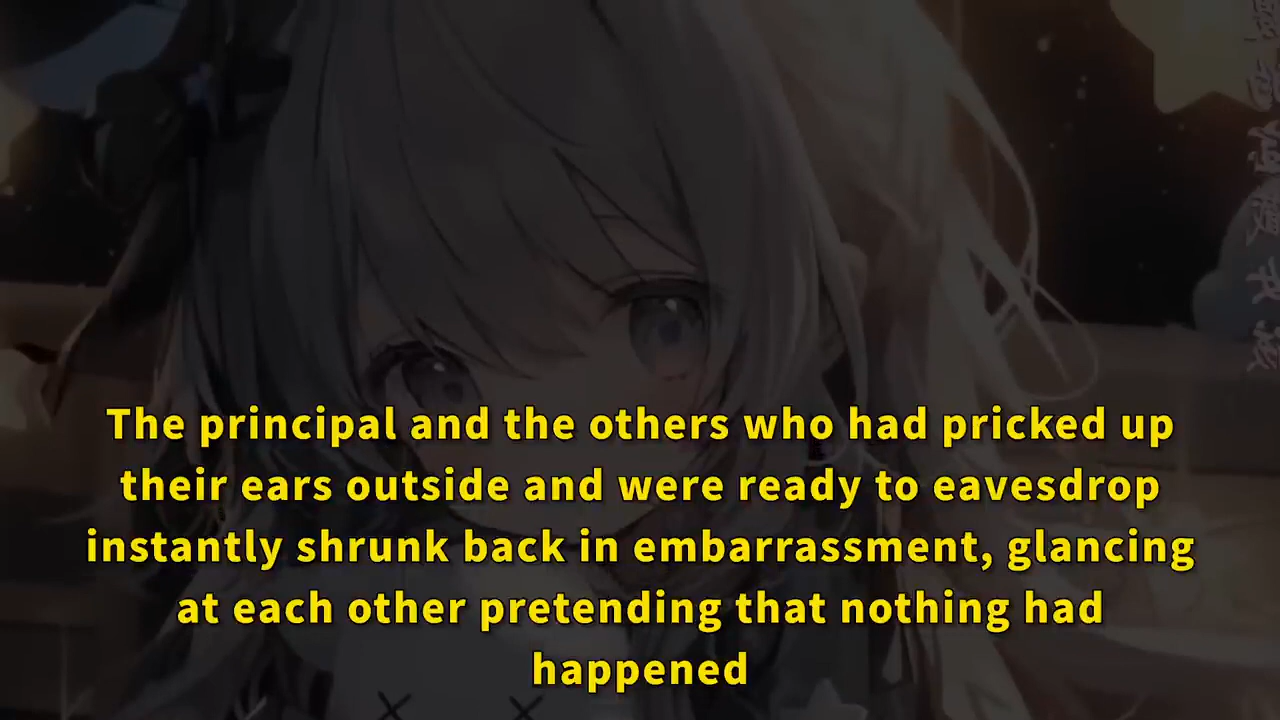 The principal and the others who had pricked up
their ears outside and were ready to eavesdrop
instantly shrunk back in embarrassment, glancing
at each other pretending that nothing had
happened